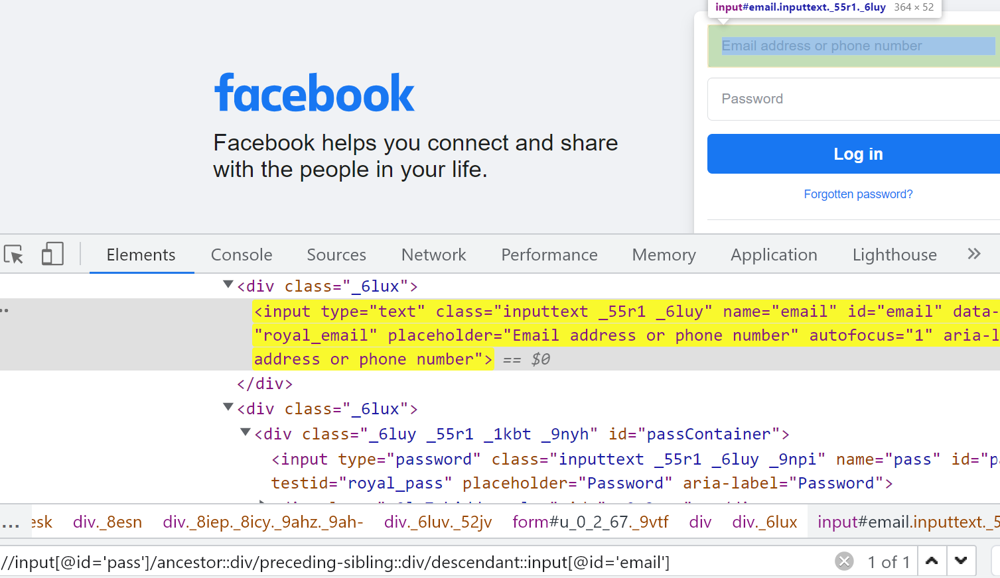 input#email.inputtext._55r1._6luy 364 × 52
Email address or phone number
Password
facebook
Facebook helps you connect and share
with the people in your life.
Log in
Forgotten password?
Elements Console Sources Network Performance Memory Application Lighthouse »
<div class="_6lux">
<input type="text" class="inputtext _55r1 _6luy" name="email" id="email" data-
"royal_email" placeholder="Email address or phone number" autofocus="1" aria-l
address or phone number"> == $0
</div>
<div class="_6lux">
<div class="_6luy _55r1 _1kbt _9nyh" id="passContainer">
<input type="password" class="inputtext _55r1 _6luy _9npi" name="pass" id="pa
testid="royal_pass" placeholder="Password" aria-label="Password">
... esk div._8esn div._8iep._8icy._9ahz._9ah- div._6luv._52jv form#u_0_2_67._9vtf div div._6lux input#email.inputtext._5
//input[@id='pass']/ancestor::div/preceding-sibling::div/descendant::input[@id='email'] 1 of 1